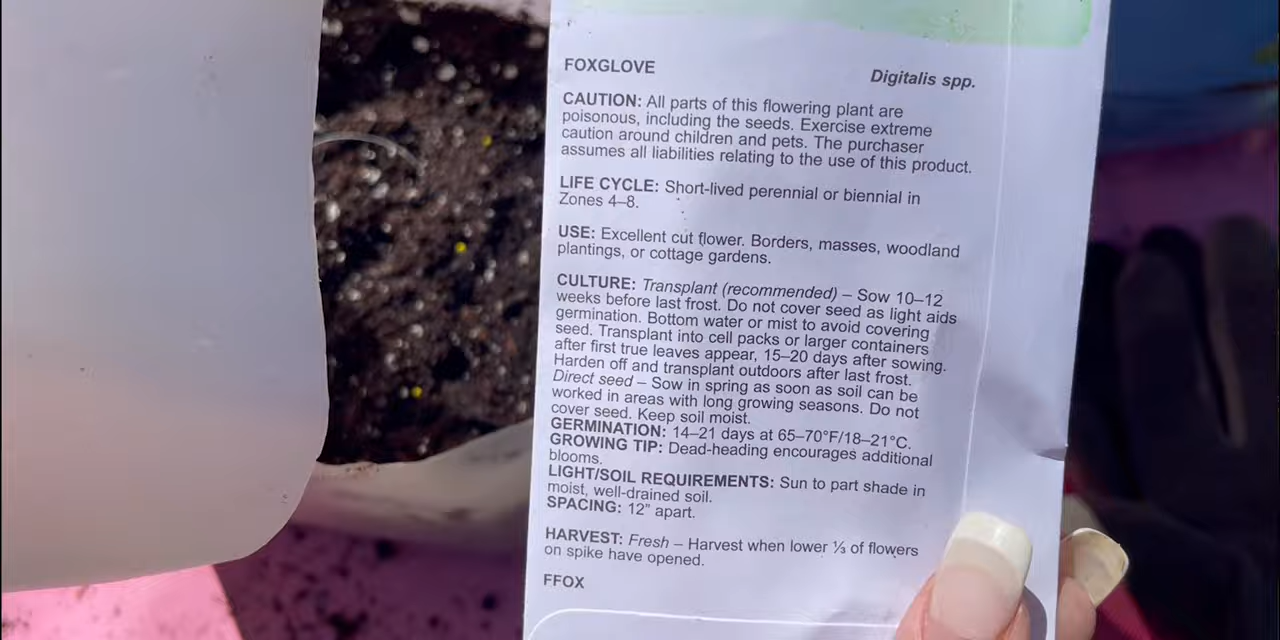 FOXGLOVE Digitalis spp.
CAUTION: All parts of this flowering plant are
poisonous, including the seeds. Exercise extreme
caution around children and pets. The purchaser
assumes all liabilities relating to the use of this product.
LIFE CYCLE: Short-lived perennial or biennial in
Zones 4–8.
USE: Excellent cut flower. Borders, masses, woodland
plantings, or cottage gardens.
CULTURE: Transplant (recommended) – Sow 10–12
weeks before last frost. Do not cover seed as light aids
germination. Bottom water or mist to avoid covering
seed. Transplant into cell packs or larger containers
after first true leaves appear, 15–20 days after sowing.
Harden off and transplant outdoors after last frost.
Direct seed – Sow in spring as soon as soil can be
worked in areas with long growing seasons. Do not
cover seed. Keep soil moist.
GERMINATION: 14–21 days at 65–70°F/18–21°C.
GROWING TIP: Dead-heading encourages additional
blooms.
LIGHT/SOIL REQUIREMENTS: Sun to part shade in
moist, well-drained soil.
SPACING: 12" apart.
HARVEST: Fresh – Harvest when lower ⅓ of flowers
on spike have opened.
FFOX